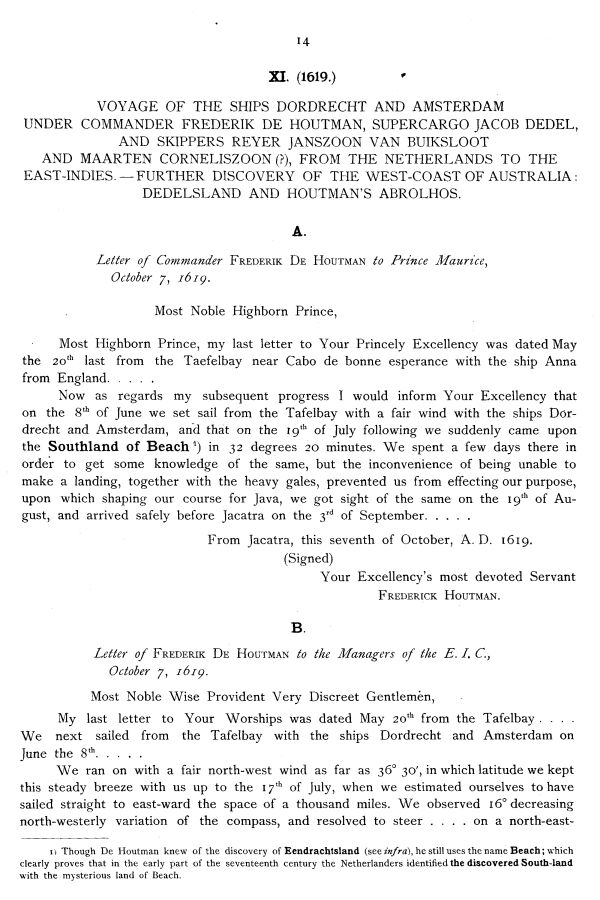 14
XI. (1619.)
VOYAGE OF THE SHIPS DORDRECHT AND AMSTERDAM
UNDER COMMANDER FREDERIK DE HOUTMAN, SUPERCARGO JACOB DEDEL,
AND SKIPPERS REYER JANSZOON VAN BUIKSLOOT
AND MAARTEN CORNELISZOON (?), FROM THE NETHERLANDS TO THE
EAST-INDIES. — FURTHER DISCOVERY OF THE WEST-COAST OF AUSTRALIA:
DEDELSLAND AND HOUTMAN'S ABROLHOS.
A.
Letter of Commander FREDERIK DE HOUTMAN to Prince Maurice,
October 7, 1619.
Most Noble Highborn Prince,
Most Highborn Prince, my last letter to Your Princely Excellency was dated May
the 20th last from the Taefelbay near Cabo de bonne esperance with the ship Anna
from England. . . . .
Now as regards my subsequent progress I would inform Your Excellency that
on the 8th of June we set sail from the Tafelbay with a fair wind with the ships Dor-
drecht and Amsterdam, and that on the 19th of July following we suddenly came upon
the Southland of Beach 1) in 32 degrees 20 minutes. We spent a few days there in
order to get some knowledge of the same, but the inconvenience of being unable to
make a landing, together with the heavy gales, prevented us from effecting our purpose,
upon which shaping our course for Java, we got sight of the same on the 19th of Au-
gust, and arrived safely before Jacatra on the 3rd of September. . . . .
From Jacatra, this seventh of October, A. D. 1619.
(Signed)
Your Excellency's most devoted Servant
FREDERICK HOUTMAN.
B.
Letter of FREDERIK DE HOUTMAN to the Managers of the E. I. C.,
October 7, 1619.
Most Noble Wise Provident Very Discreet Gentlemen,
My last letter to Your Worships was dated May 20th from the Tafelbay . . . .
We next sailed from the Tafelbay with the ships Dordrecht and Amsterdam on
June the 8th. . . . .
We ran on with a fair north-west wind as far as 36° 30′, in which latitude we kept
this steady breeze with us up to the 17th of July, when we estimated ourselves to have
sailed straight to east-ward the space of a thousand miles. We observed 16° decreasing
north-westerly variation of the compass, and resolved to steer . . . . on a north-east-
1) Though De Houtman knew of the discovery of Eendrachtsland (see infra), he still uses the name Beach; which
clearly proves that in the early part of the seventeenth century the Netherlanders identified the discovered South-land
with the mysterious land of Beach.